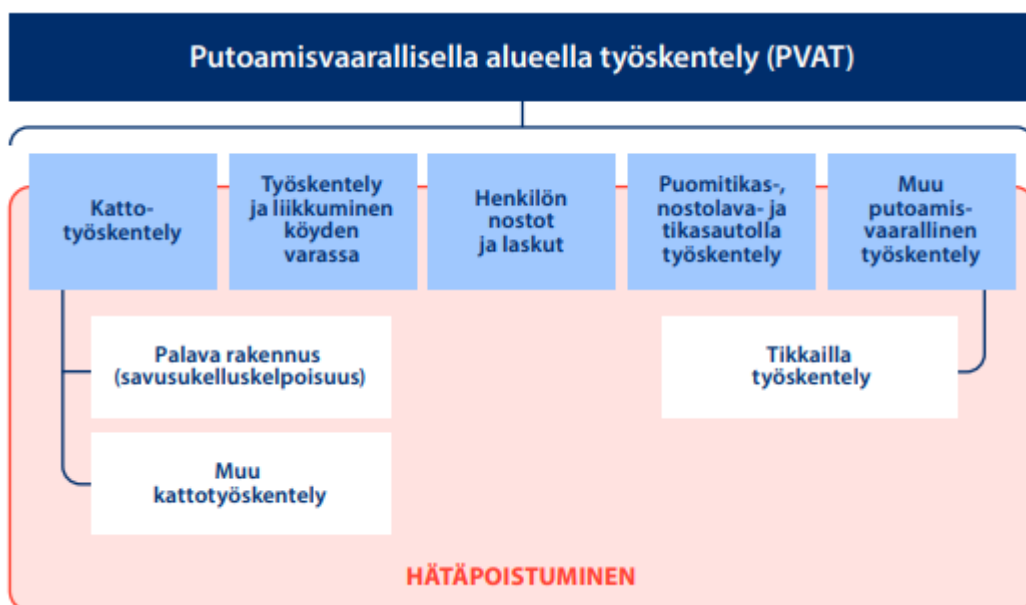 Putoamisvaarallisella alueella työskentely (PVAT)
Katto-
työskentely
Työskentely
ja liikkuminen
köyden
varassa
Henkilön
nostot
ja laskut
Puomitikas-,
nostolava- ja
tikasautolla
työskentely
Muu
putoamis-
vaarallinen
työskentely
Palava rakennus
(savusukelluskelpoisuus)
Tikkailla
työskentely
Muu
kattotyöskentely
HÄTÄPOISTUMINEN